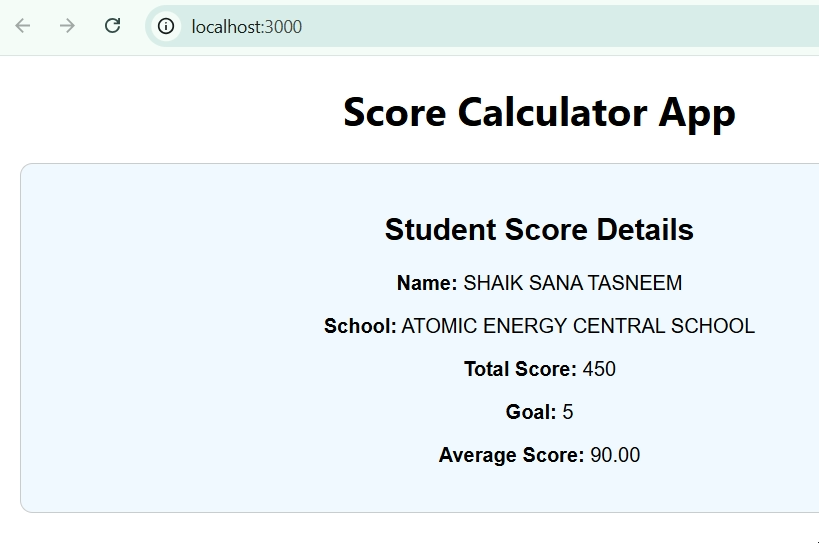 localhost:3000
Score Calculator App
Student Score Details
Name: SHAIK SANA TASNEEM
School: ATOMIC ENERGY CENTRAL SCHOOL
Total Score: 450
Goal: 5
Average Score: 90.00